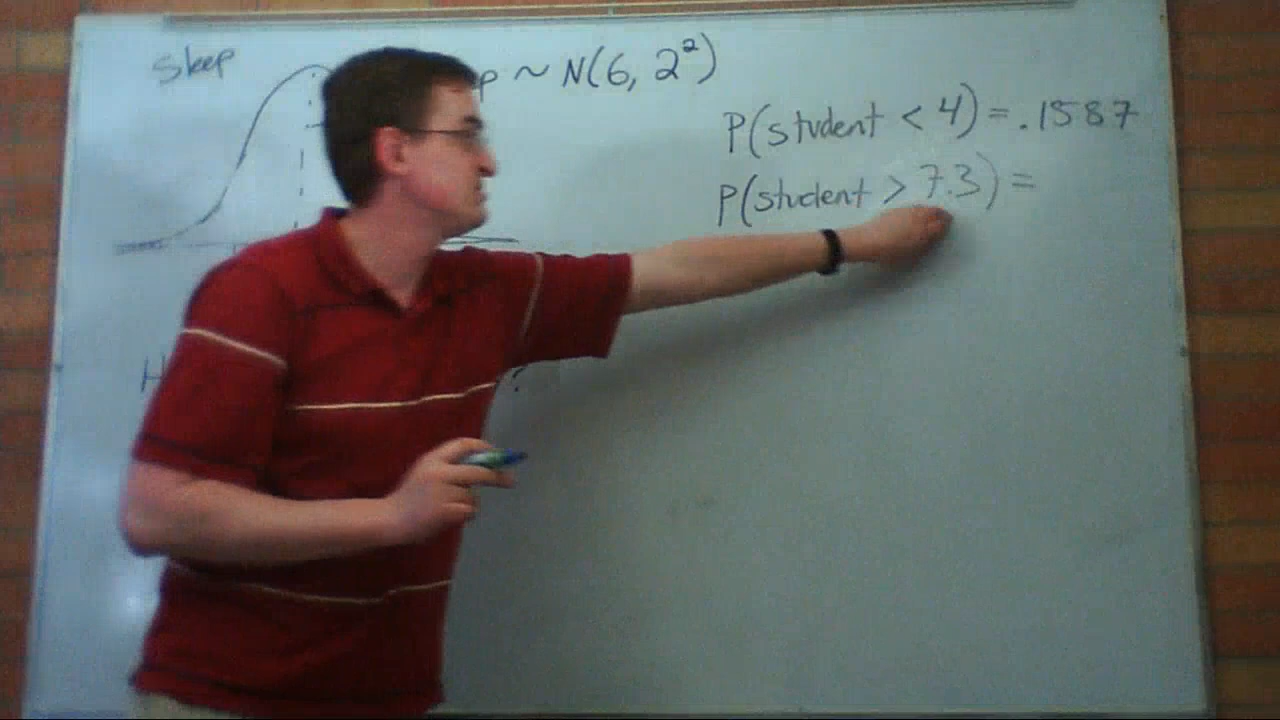 sleep
p ~ N(6, 2²)
P(student < 4) = .1587
P(student > 7.3) =
H ?